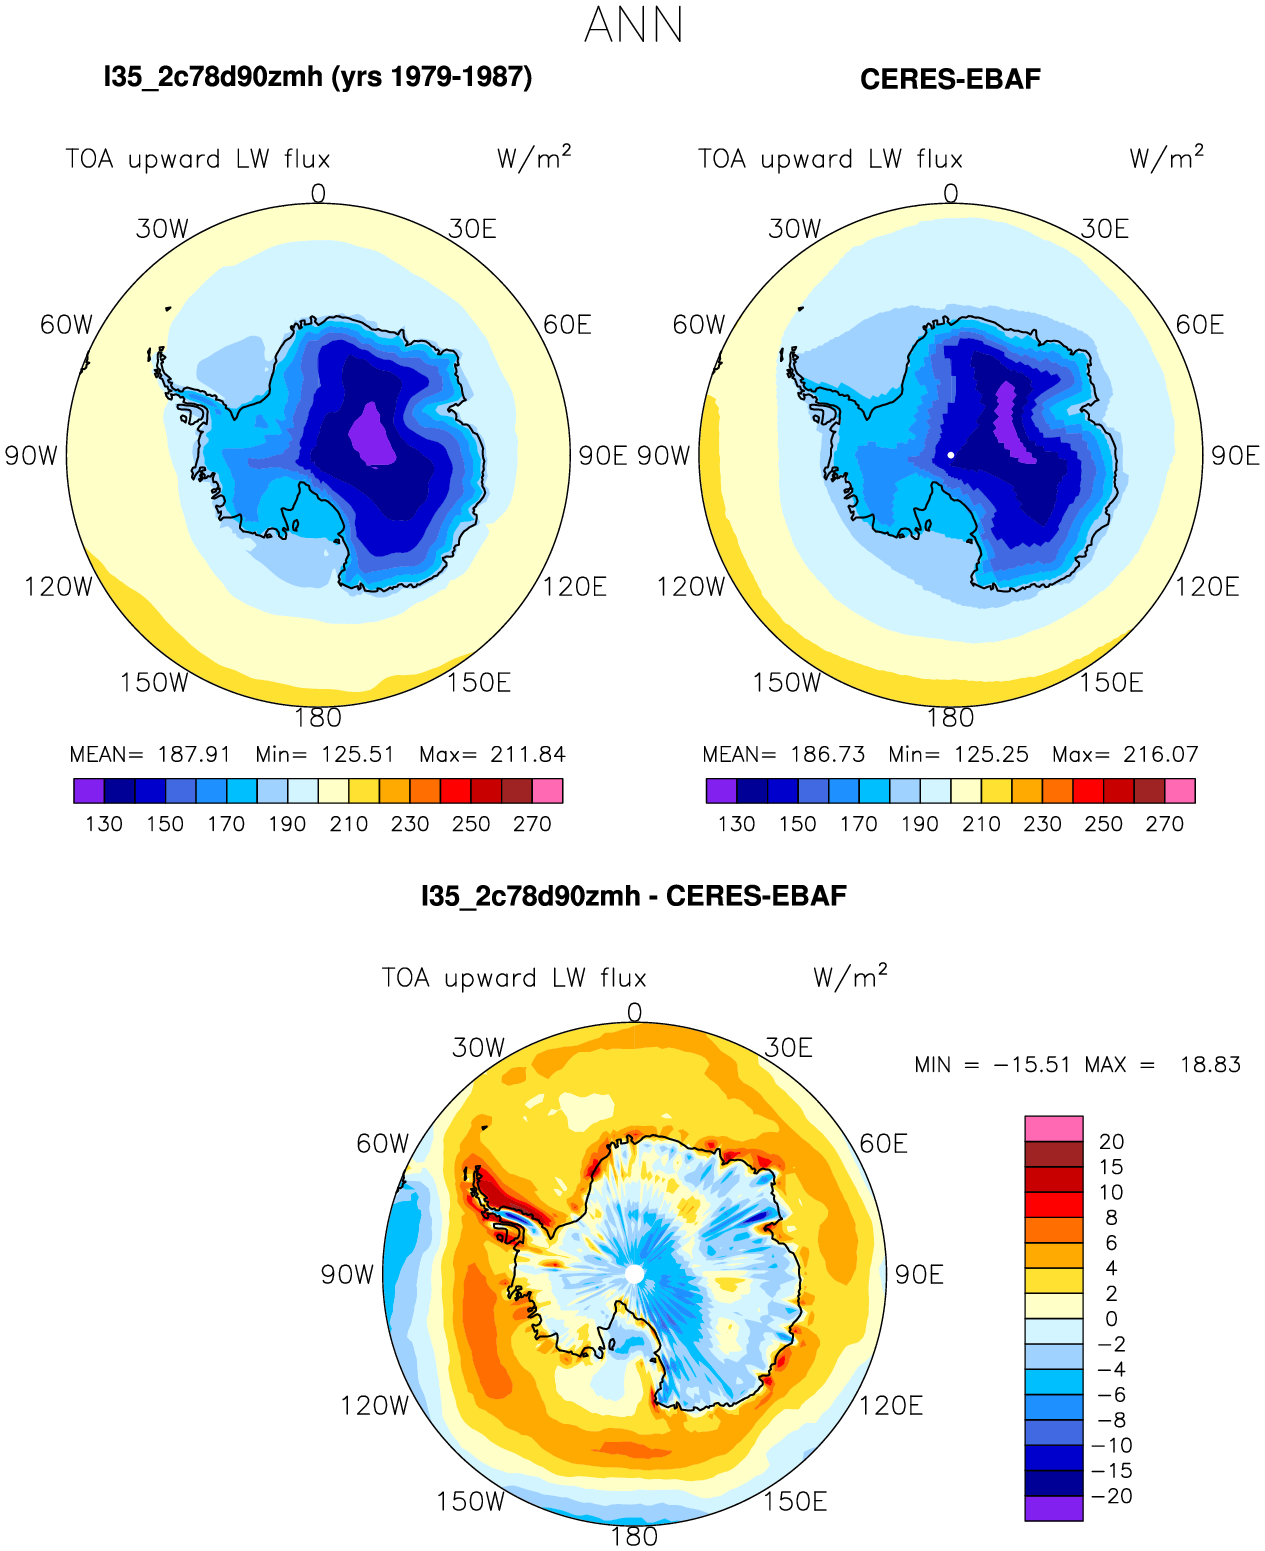 ANN
I35_2c78d90zmh (yrs 1979-1987)
CERES-EBAF
TOA upward LW flux W/m²
TOA upward LW flux W/m²
0
30W 30E
60W 60E
90W 90E
120W 120E
150W 150E
180
0
30W 30E
60W 60E
90W 90E
120W 120E
150W 150E
180
MEAN= 187.91 Min= 125.51 Max= 211.84
130 150 170 190 210 230 250 270
MEAN= 186.73 Min= 125.25 Max= 216.07
130 150 170 190 210 230 250 270
I35_2c78d90zmh - CERES-EBAF
TOA upward LW flux W/m²
0
30W 30E
60W 60E
90W 90E
120W 120E
150W 150E
180
MIN = −15.51 MAX = 18.83
20
15
10
8
6
4
2
0
−2
−4
−6
−8
−10
−15
−20